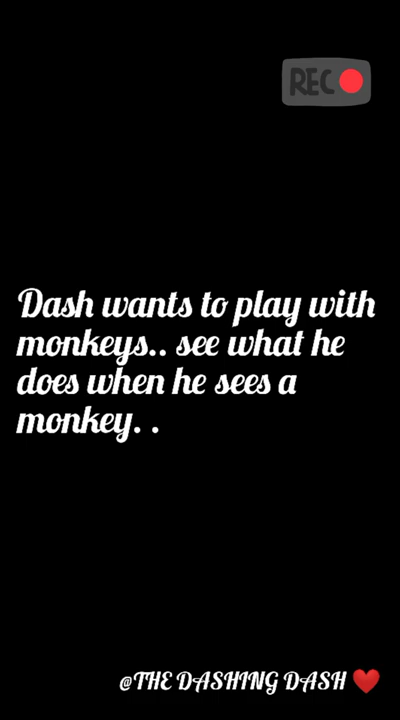 REC
Dash wants to play with
monkeys.. see what he
does when he sees a
monkey. .
@THE DASHING DASH ❤️